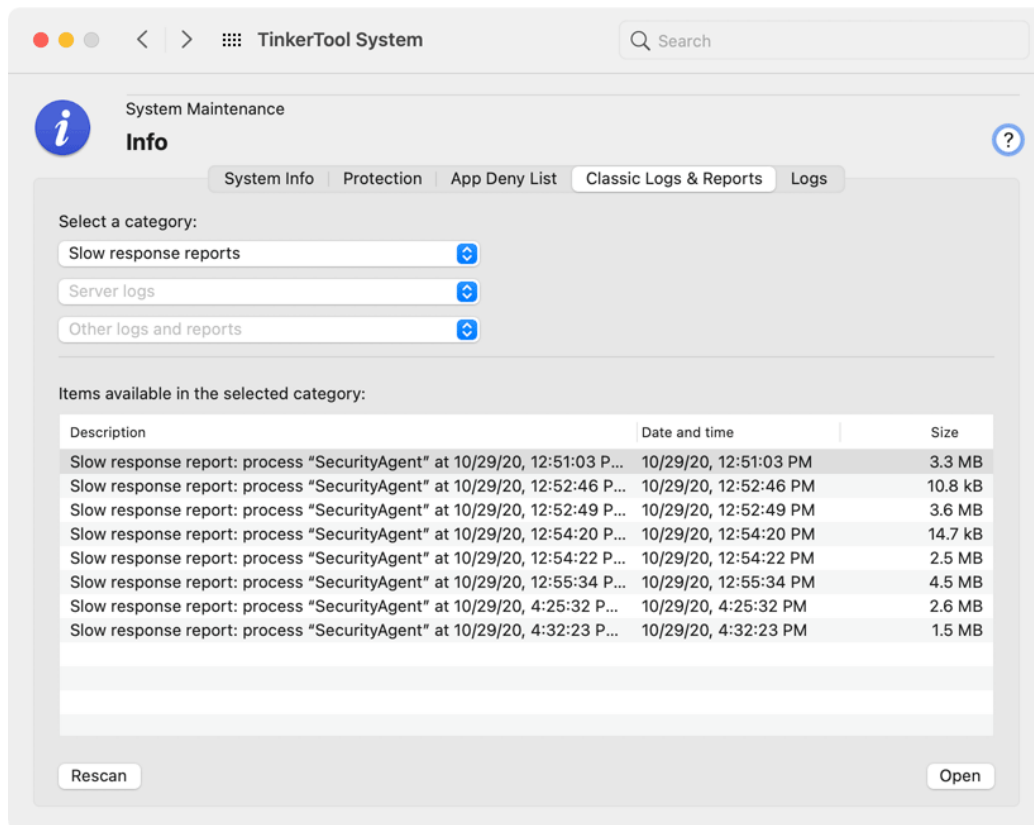 TinkerTool System
Search
System Maintenance
Info
?
System Info Protection App Deny List Classic Logs & Reports Logs
Select a category:
Slow response reports
Server logs
Other logs and reports
Items available in the selected category:
Description Date and time Size
Slow response report: process “SecurityAgent” at 10/29/20, 12:51:03 P... 10/29/20, 12:51:03 PM 3.3 MB
Slow response report: process “SecurityAgent” at 10/29/20, 12:52:46 P... 10/29/20, 12:52:46 PM 10.8 kB
Slow response report: process “SecurityAgent” at 10/29/20, 12:52:49 P... 10/29/20, 12:52:49 PM 3.6 MB
Slow response report: process “SecurityAgent” at 10/29/20, 12:54:20 P... 10/29/20, 12:54:20 PM 14.7 kB
Slow response report: process “SecurityAgent” at 10/29/20, 12:54:22 P... 10/29/20, 12:54:22 PM 2.5 MB
Slow response report: process “SecurityAgent” at 10/29/20, 12:55:34 P... 10/29/20, 12:55:34 PM 4.5 MB
Slow response report: process “SecurityAgent” at 10/29/20, 4:25:32 P... 10/29/20, 4:25:32 PM 2.6 MB
Slow response report: process “SecurityAgent” at 10/29/20, 4:32:23 P... 10/29/20, 4:32:23 PM 1.5 MB
Rescan Open